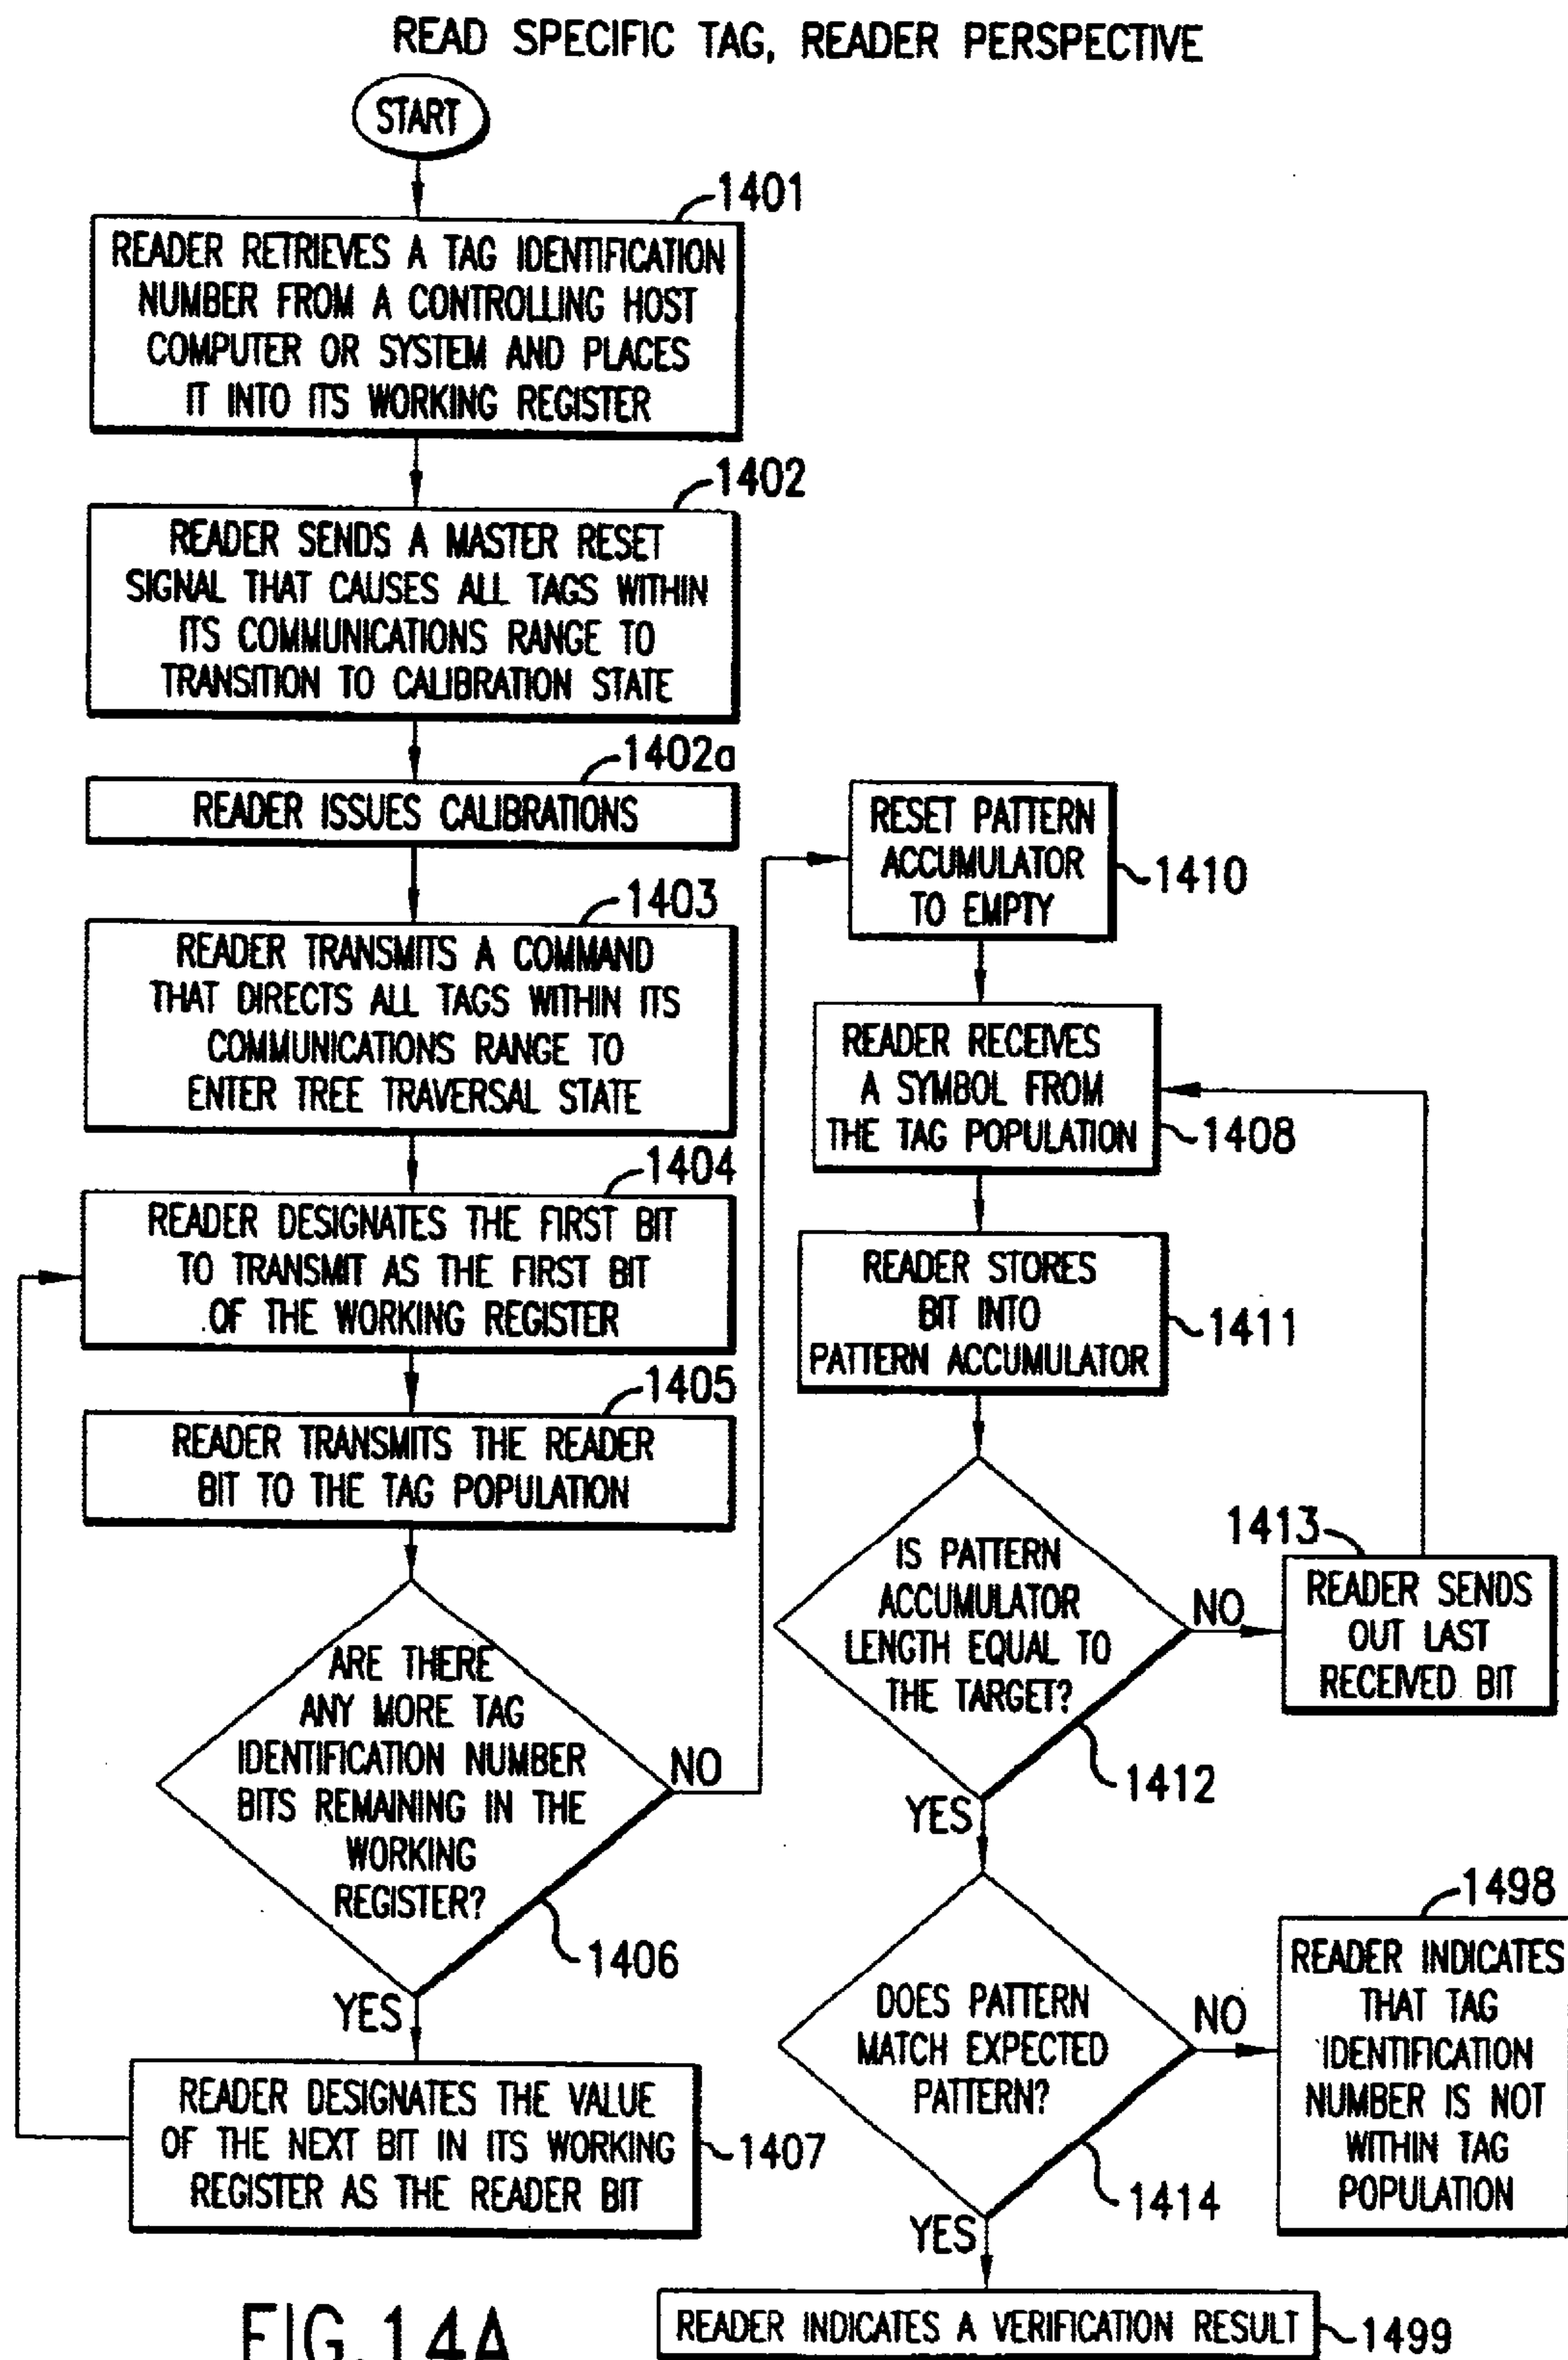 READ SPECIFIC TAG, READER PERSPECTIVE
START
1401
READER RETRIEVES A TAG IDENTIFICATION
NUMBER FROM A CONTROLLING HOST
COMPUTER OR SYSTEM AND PLACES
IT INTO ITS WORKING REGISTER
1402
READER SENDS A MASTER RESET
SIGNAL THAT CAUSES ALL TAGS WITHIN
ITS COMMUNICATIONS RANGE TO
TRANSITION TO CALIBRATION STATE
1402a
READER ISSUES CALIBRATIONS
1403
READER TRANSMITS A COMMAND
THAT DIRECTS ALL TAGS WITHIN ITS
COMMUNICATIONS RANGE TO
ENTER TREE TRAVERSAL STATE
1404
READER DESIGNATES THE FIRST BIT
TO TRANSMIT AS THE FIRST BIT
OF THE WORKING REGISTER
1405
READER TRANSMITS THE READER
BIT TO THE TAG POPULATION
ARE THERE
ANY MORE TAG
IDENTIFICATION NUMBER
BITS REMAINING IN THE
WORKING
REGISTER?
NO
1406
YES
READER DESIGNATES THE VALUE
OF THE NEXT BIT IN ITS WORKING
REGISTER AS THE READER BIT
1407
RESET PATTERN
ACCUMULATOR
TO EMPTY
1410
READER RECEIVES
A SYMBOL FROM
THE TAG POPULATION
1408
READER STORES
BIT INTO
PATTERN ACCUMULATOR
1411
IS PATTERN
ACCUMULATOR
LENGTH EQUAL TO
THE TARGET?
NO
1412
1413
READER SENDS
OUT LAST
RECEIVED BIT
YES
DOES PATTERN
MATCH EXPECTED
PATTERN?
NO
1414
1498
READER INDICATES
THAT TAG
IDENTIFICATION
NUMBER IS NOT
WITHIN TAG
POPULATION
YES
READER INDICATES A VERIFICATION RESULT
1499
FIG.14A